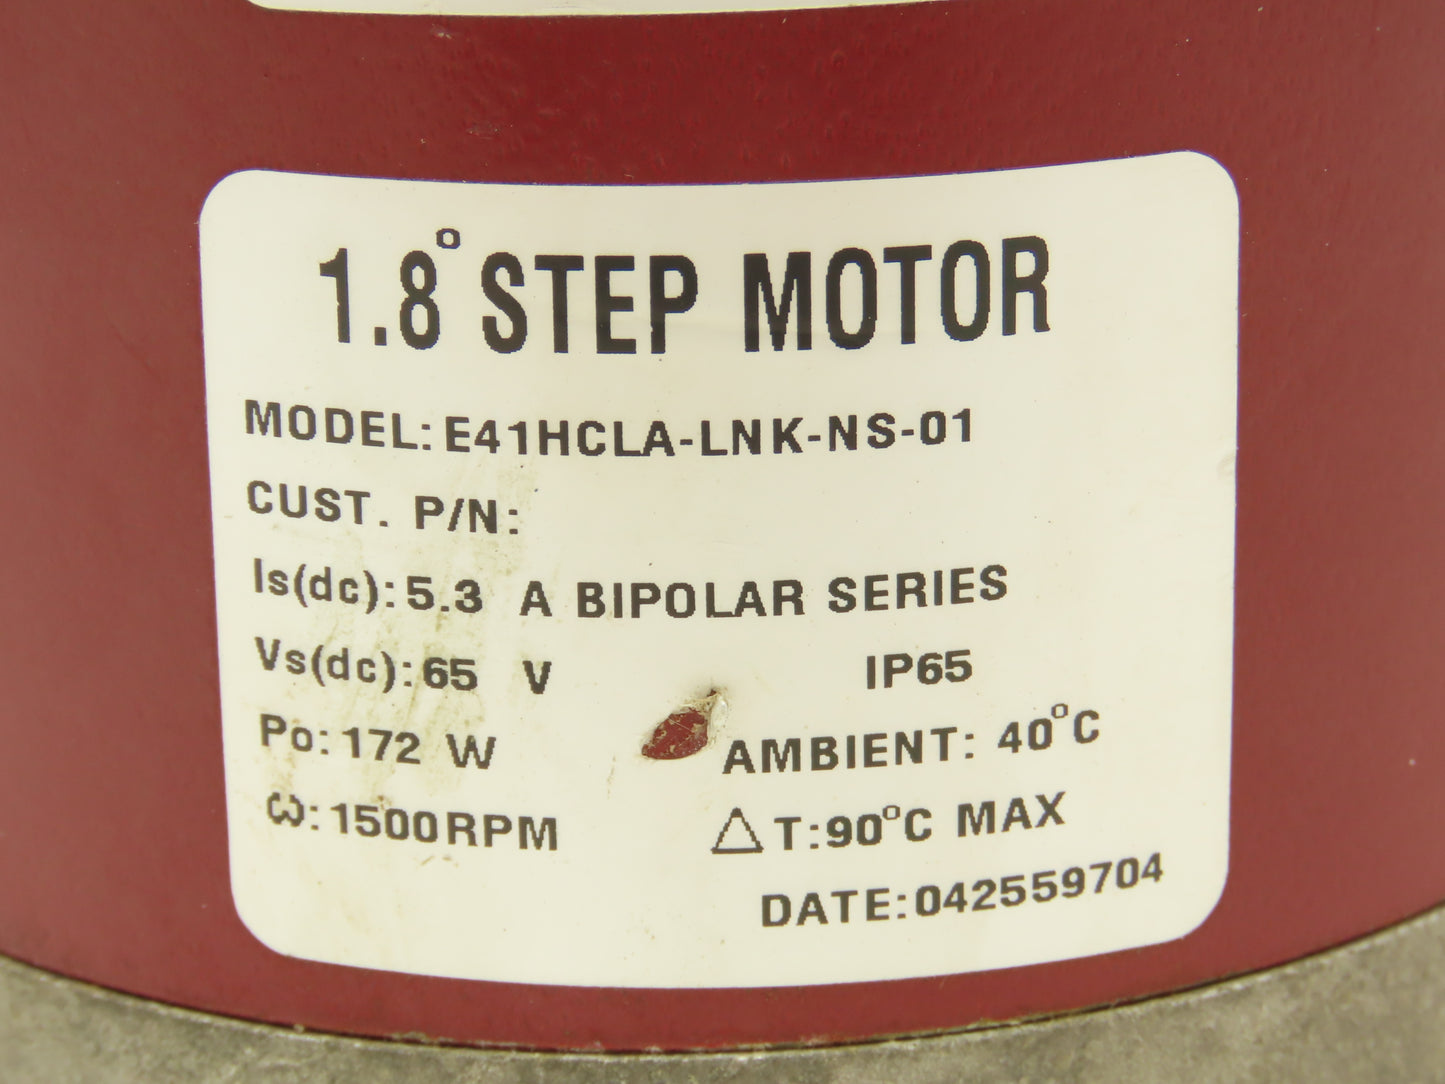 1.8° STEP MOTOR
MODEL: E41HCLA-LNK-NS-01
CUST. P/N:
Is(dc): 5.3 A BIPOLAR SERIES
Vs(dc): 65 V IP65
Po: 172 W AMBIENT: 40°C
ω: 1500RPM △T:90°C MAX
DATE: 042559704